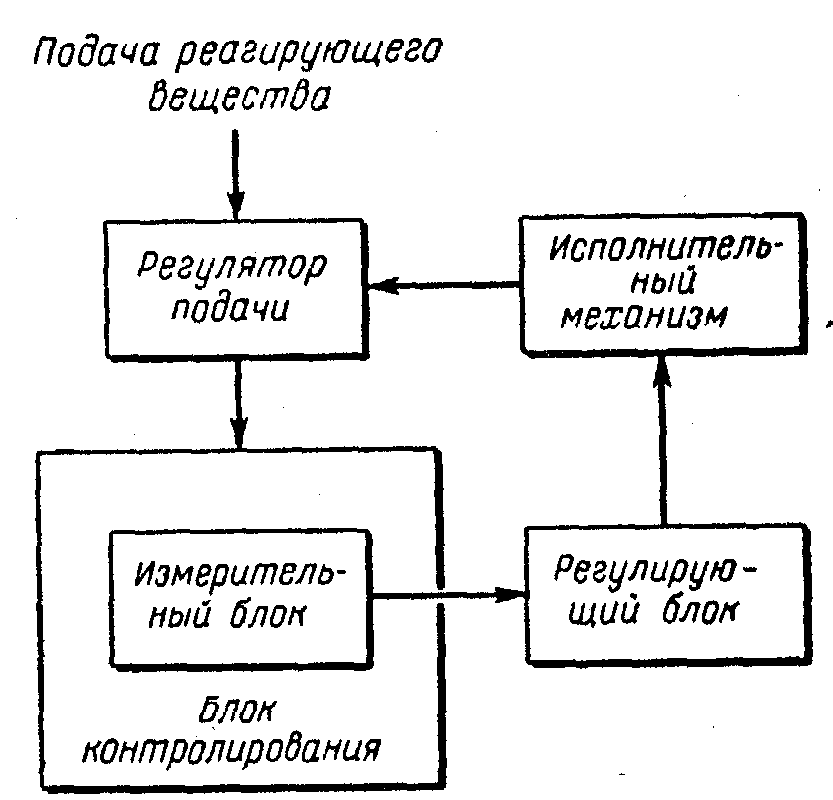 Подача реагирующего
вещества
Регулятор
подачи
Исполнитель-
ный
механизм
Измеритель-
ный блок
Регулирую-
щий блок
Блок
контролирования